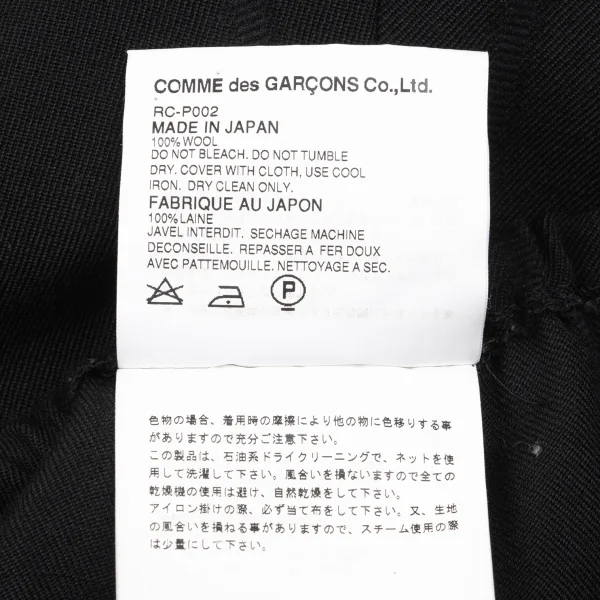 COMME des GARÇONS Co.,Ltd.
RC-P002
MADE IN JAPAN
100% WOOL
DO NOT BLEACH. DO NOT TUMBLE
DRY. COVER WITH CLOTH, USE COOL
IRON. DRY CLEAN ONLY.
FABRIQUE AU JAPON
100% LAINE
JAVEL INTERDIT. SECHAGE MACHINE
DECONSEILLE. REPASSER A FER DOUX
AVEC PATTEMOUILLE. NETTOYAGE A SEC.
P
色物の場合、着用時の摩擦により他の物に色移りする事
がありますので充分ご注意下さい。
この製品は、石油系ドライクリーニングで、ネットを使
用して洗濯して下さい。風合いを損ないますので全ての
乾燥機の使用は避け、自然乾燥をして下さい。
アイロン掛けの際、必ず当て布をして下さい。又、生地
の風合いを損ねる事がありますので、スチーム使用の際
は少量にして下さい。